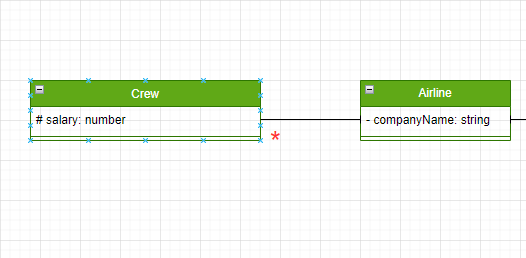 Crew
# salary: number
*
Airline
- companyName: string